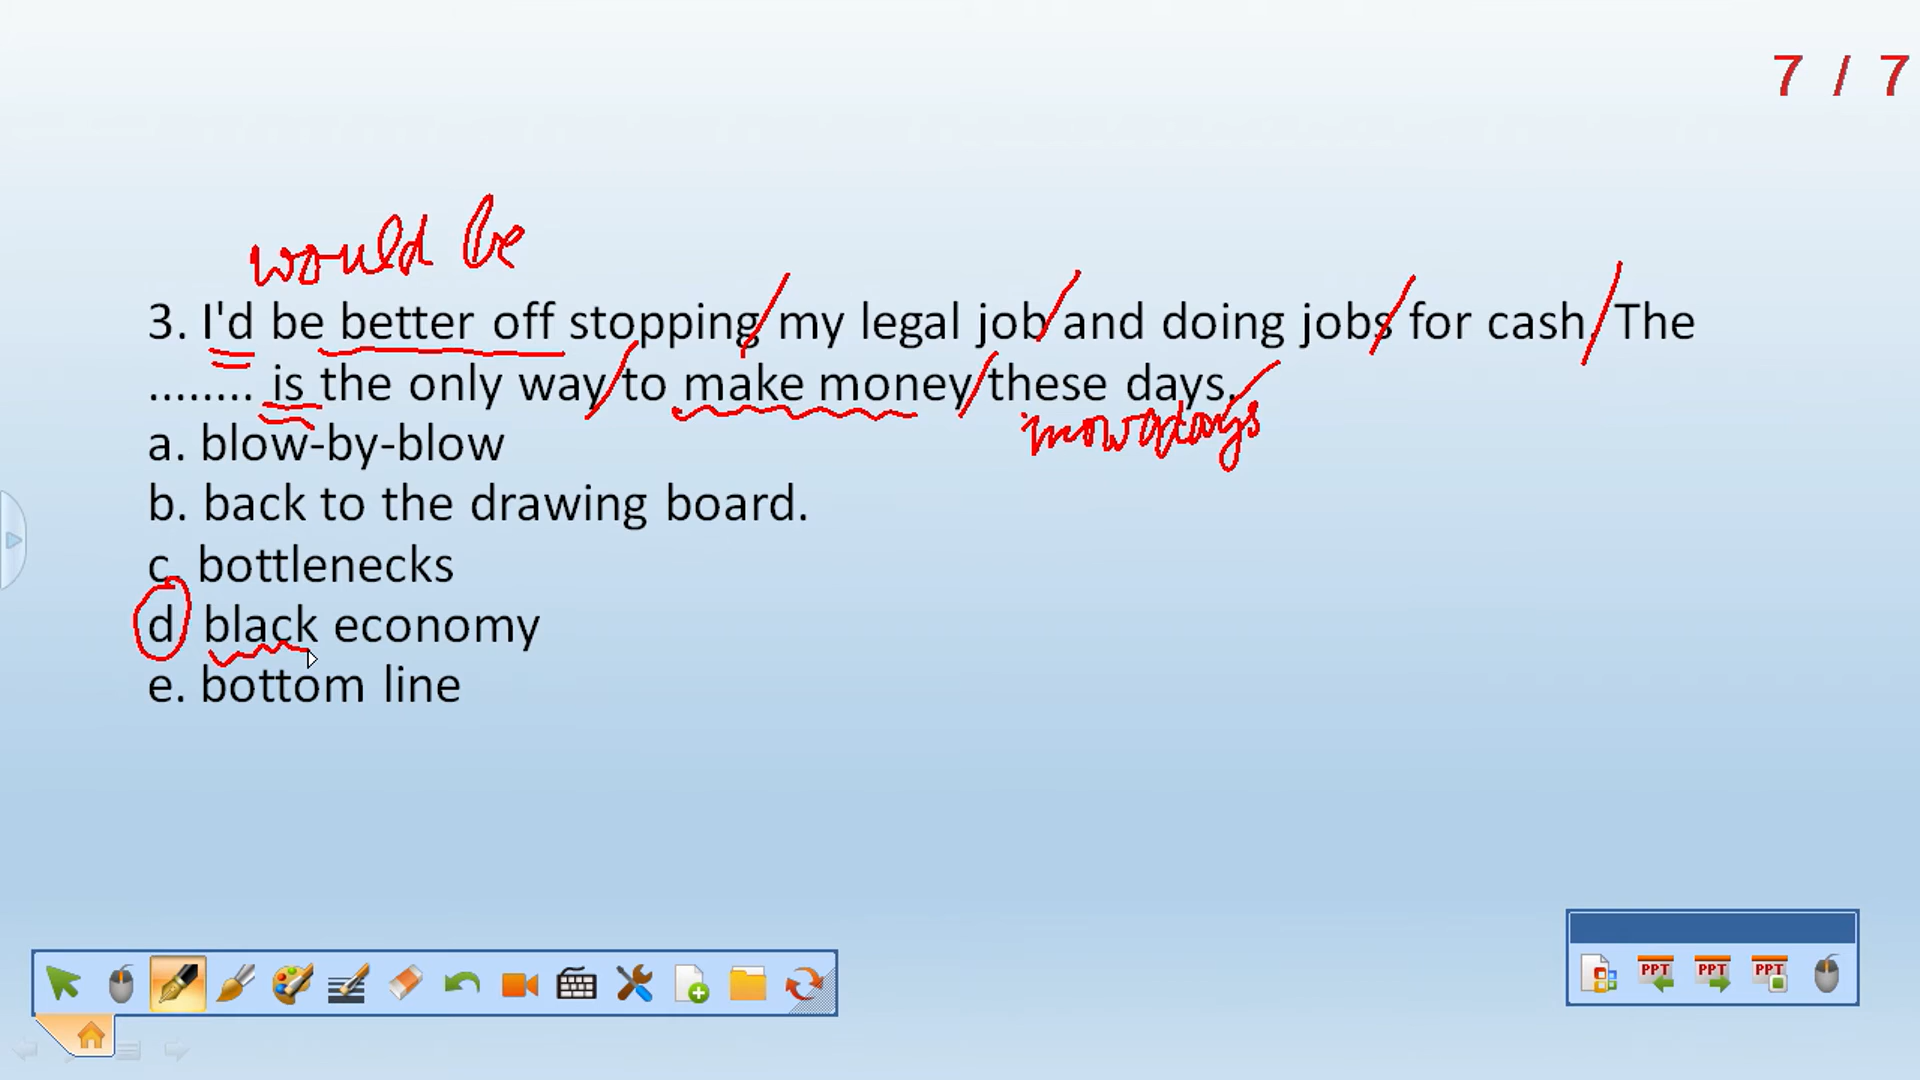 7 / 7
would be
3. I'd be better off stopping my legal job and doing jobs for cash. The
........ is the only way to make money these days.
nowadays
a. blow-by-blow
b. back to the drawing board.
c. bottlenecks
d. black economy
e. bottom line
PPT PPT PPT